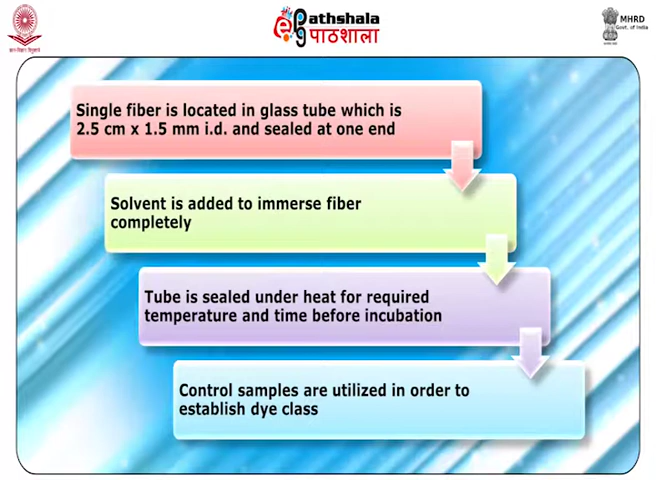 epg Pathshala
पाठशाला
MHRD
Govt. of India
Single fiber is located in glass tube which is
2.5 cm x 1.5 mm i.d. and sealed at one end
Solvent is added to immerse fiber
completely
Tube is sealed under heat for required
temperature and time before incubation
Control samples are utilized in order to
establish dye class